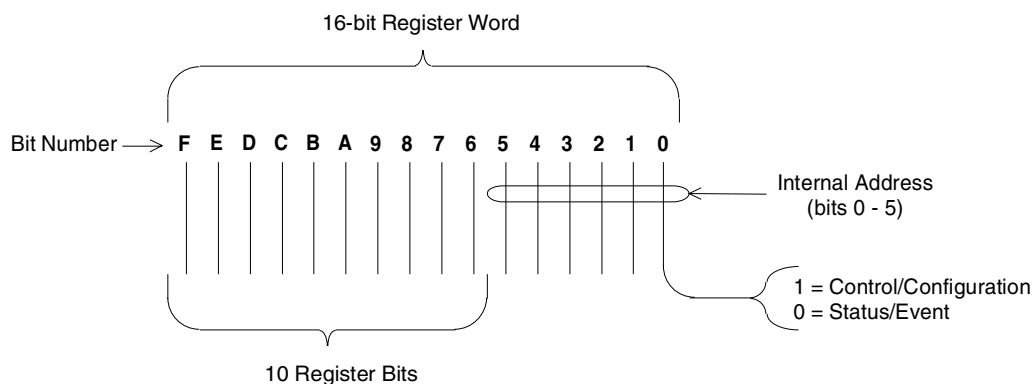 16-bit Register Word
Bit Number F E D C B A 9 8 7 6 5 4 3 2 1 0
Internal Address
(bits 0 - 5)
1 = Control/Configuration
0 = Status/Event
10 Register Bits